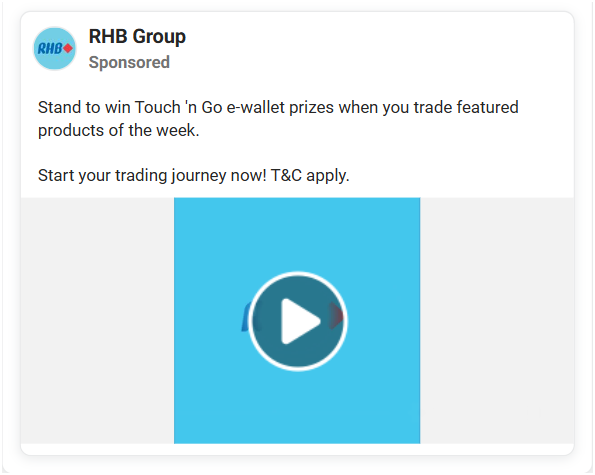 RHB
RHB Group
Sponsored
Stand to win Touch 'n Go e-wallet prizes when you trade featured
products of the week.
Start your trading journey now! T&C apply.